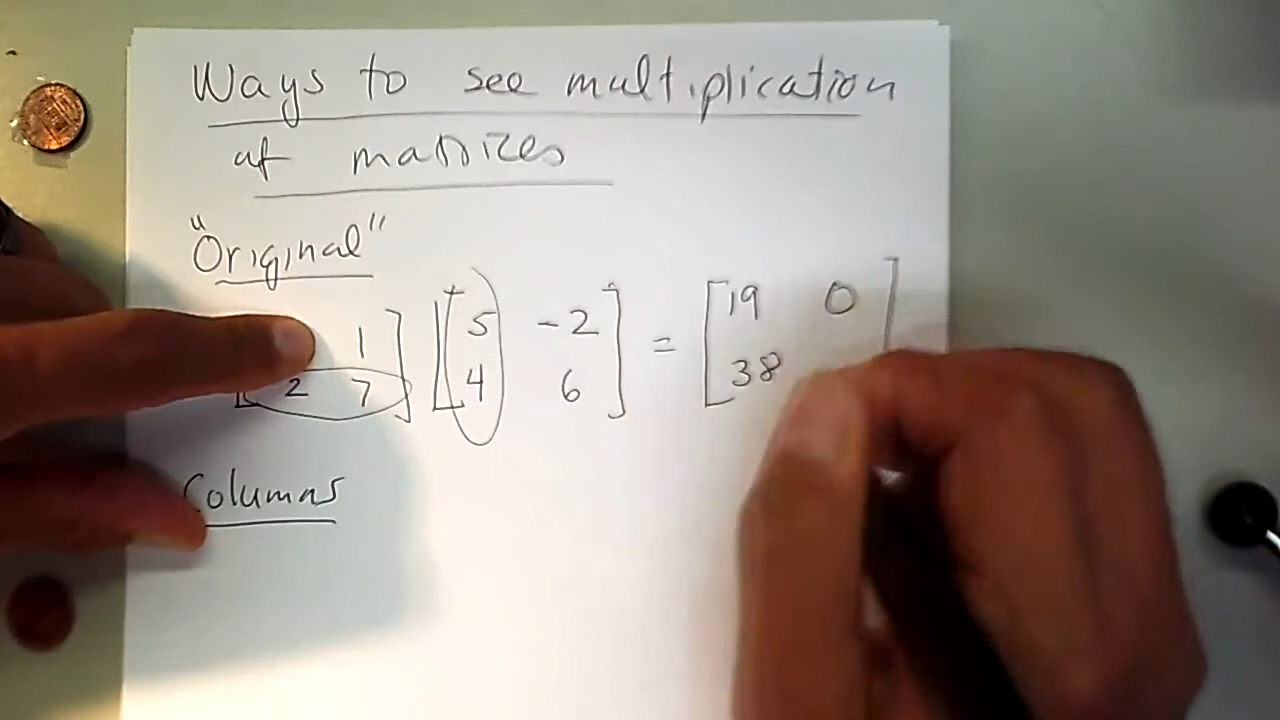 Ways to see multiplication
of matrices
"Original"
1 5 -2 = 19 0
2 7 4 6 38
Columns